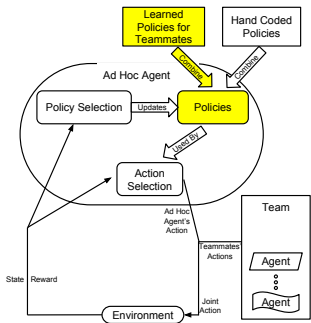 Learned
Policies for
Teammates
Hand Coded
Policies
Combine
Combine
Ad Hoc Agent
Policy Selection
Updates
Policies
Used By
Action
Selection
Ad Hoc
Agent's
Action
Team
Teammates
Actions
Agent
Agent
State
Reward
Joint
Action
Environment